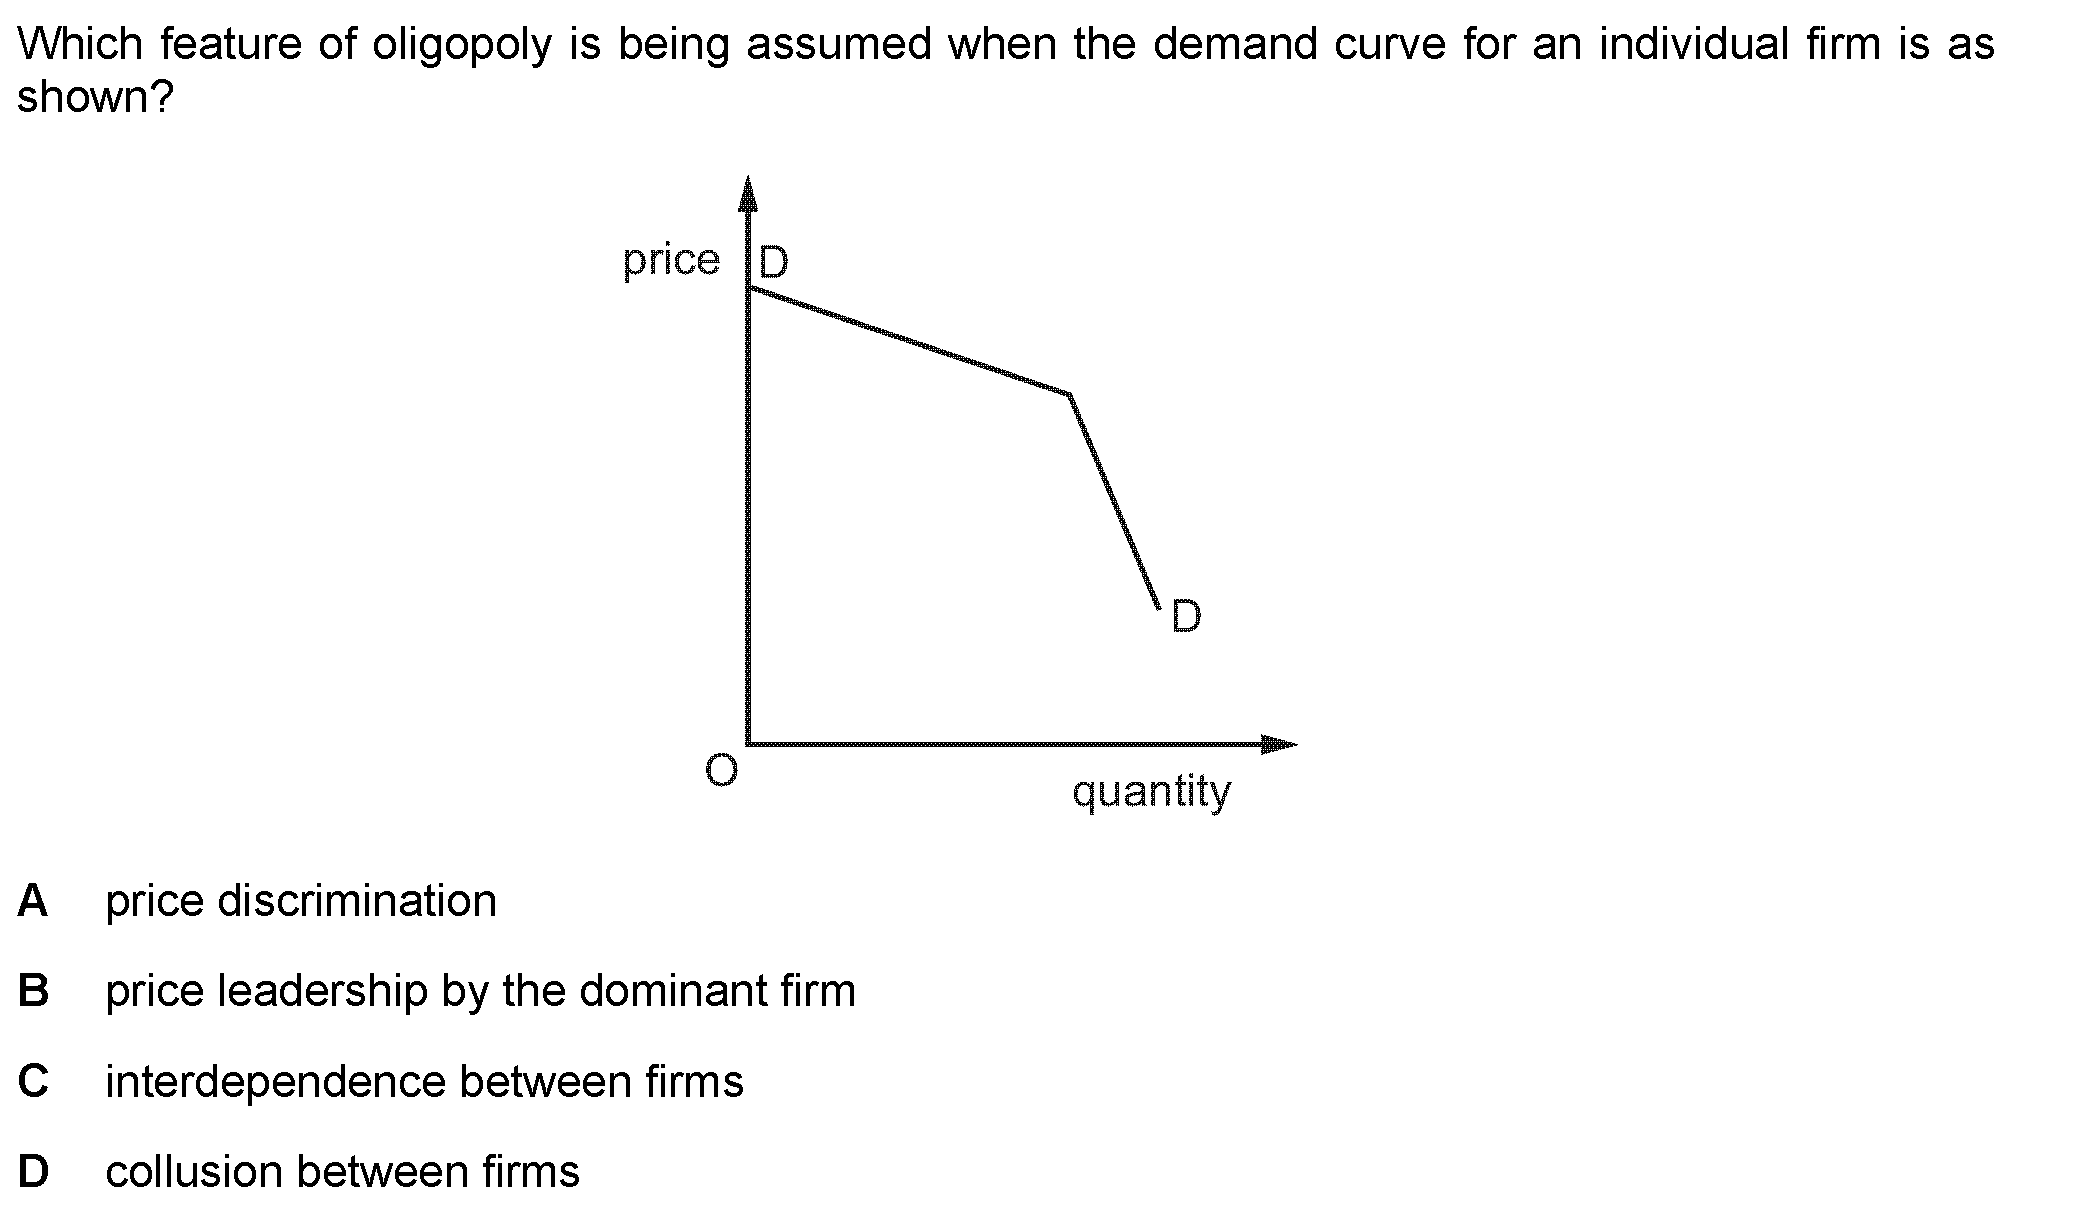 Which feature of oligopoly is being assumed when the demand curve for an individual firm is as
shown?
price
D
D
O
quantity
A price discrimination
B price leadership by the dominant firm
C interdependence between firms
D collusion between firms